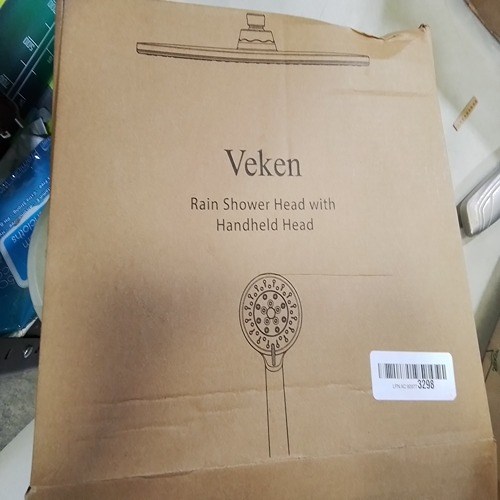 Veken
Rain Shower Head with
Handheld Head
3298